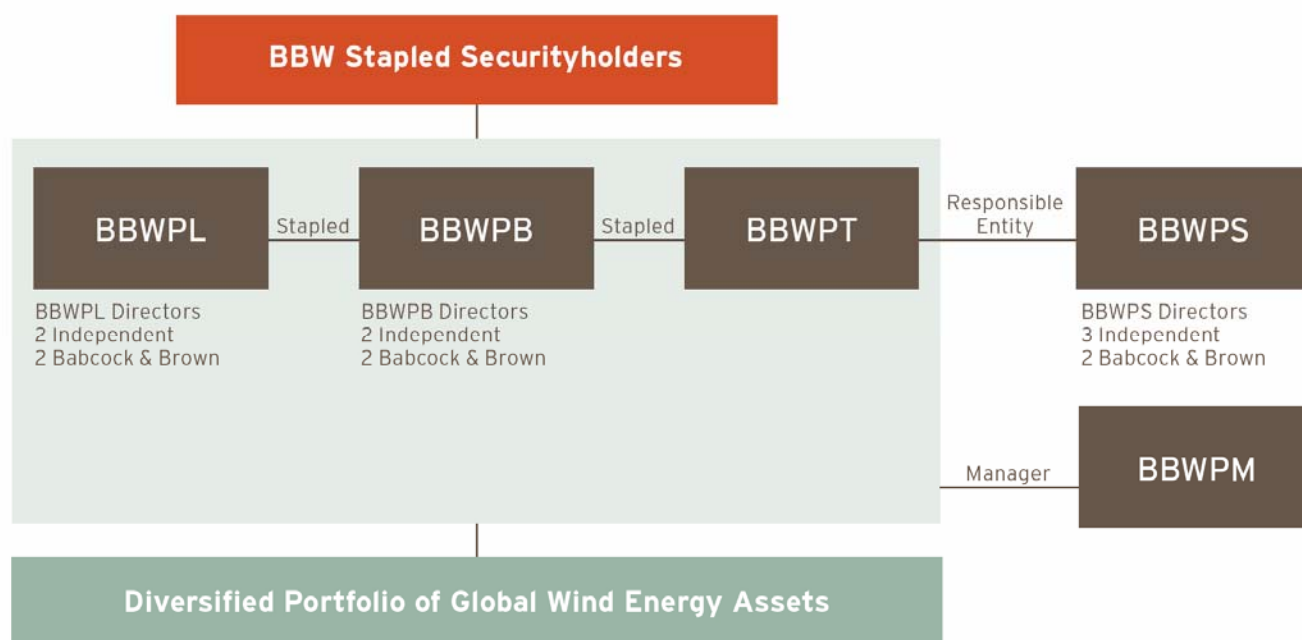 BBW Stapled Securityholders
BBWPL
Stapled
BBWPB
Stapled
BBWPT
Responsible
Entity
BBWPS
BBWPL Directors
2 Independent
2 Babcock & Brown
BBWPB Directors
2 Independent
2 Babcock & Brown
BBWPS Directors
3 Independent
2 Babcock & Brown
Manager
BBWPM
Diversified Portfolio of Global Wind Energy Assets